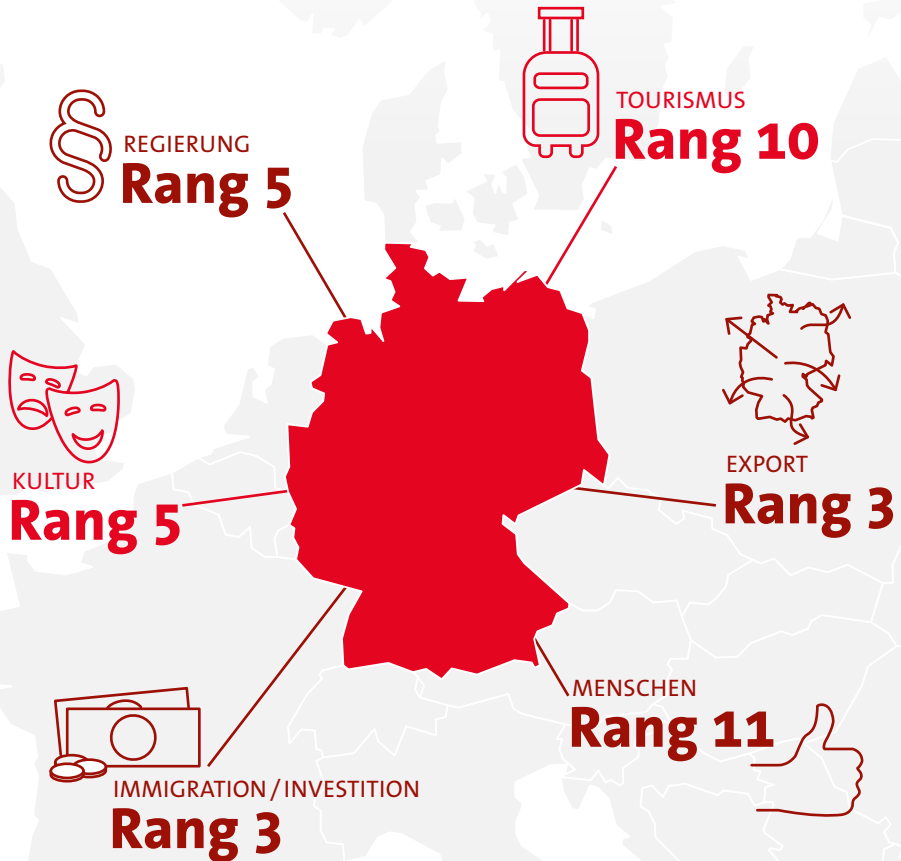 TOURISMUS
Rang 10
REGIERUNG
Rang 5
KULTUR
Rang 5
EXPORT
Rang 3
MENSCHEN
Rang 11
IMMIGRATION / INVESTITION
Rang 3